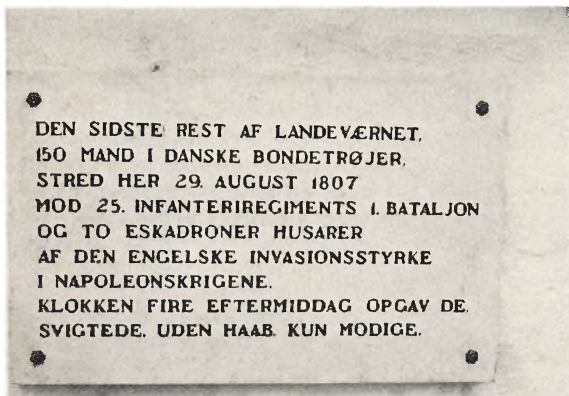 DEN SIDSTE REST AF LANDEVÆRNET,
150 MAND I DANSKE BONDETRØJER,
STRED HER 29. AUGUST 1807
MOD 25. INFANTERIREGIMENTS 1. BATALJON
OG TO ESKADRONER HUSARER
AF DEN ENGELSKE INVASIONSSTYRKE
I NAPOLEONSKRIGENE.
KLOKKEN FIRE EFTERMIDDAG OPGAV DE.
SVIGTEDE. UDEN HAAB. KUN MODIGE.